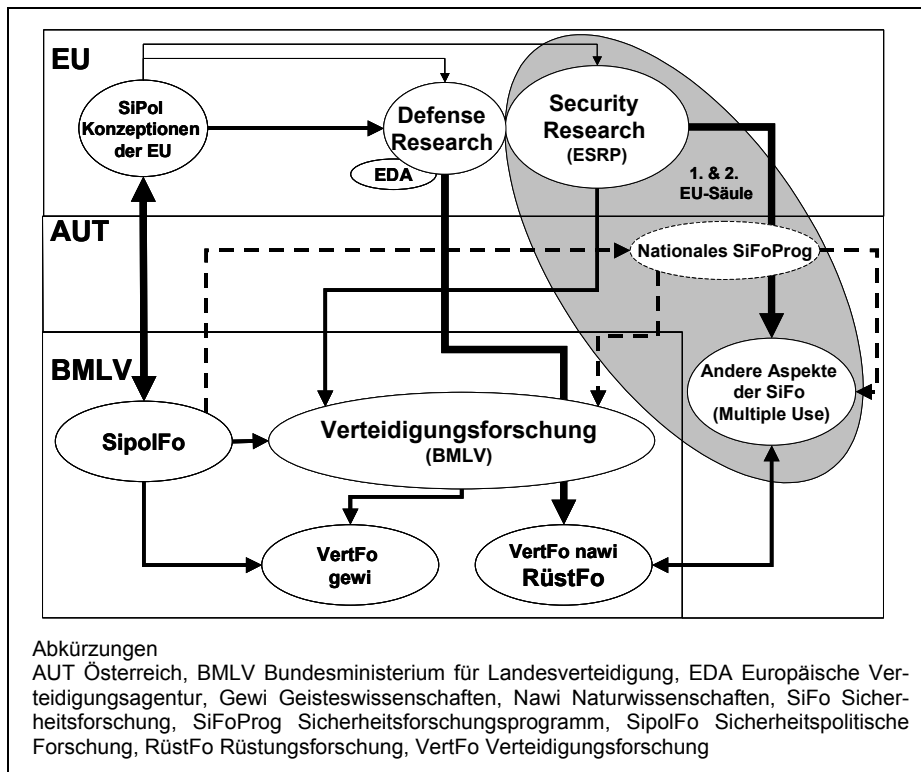 EU
SiPol
Konzeptionen
der EU
Defense
Research
EDA
Security
Research
(ESRP)
1. & 2.
EU-Säule
AUT
Nationales SiFoProg
BMLV
SipolFo
Verteidigungsforschung
(BMLV)
Andere Aspekte
der SiFo
(Multiple Use)
VertFo
gewi
VertFo nawi
RüstFo
Abkürzungen
AUT Österreich, BMLV Bundesministerium für Landesverteidigung, EDA Europäische Ver-
teidigungsagentur, Gewi Geisteswissenschaften, Nawi Naturwissenschaften, SiFo Sicher-
heitsforschung, SiFoProg Sicherheitsforschungsprogramm, SipolFo Sicherheitspolitische
Forschung, RüstFo Rüstungsforschung, VertFo Verteidigungsforschung